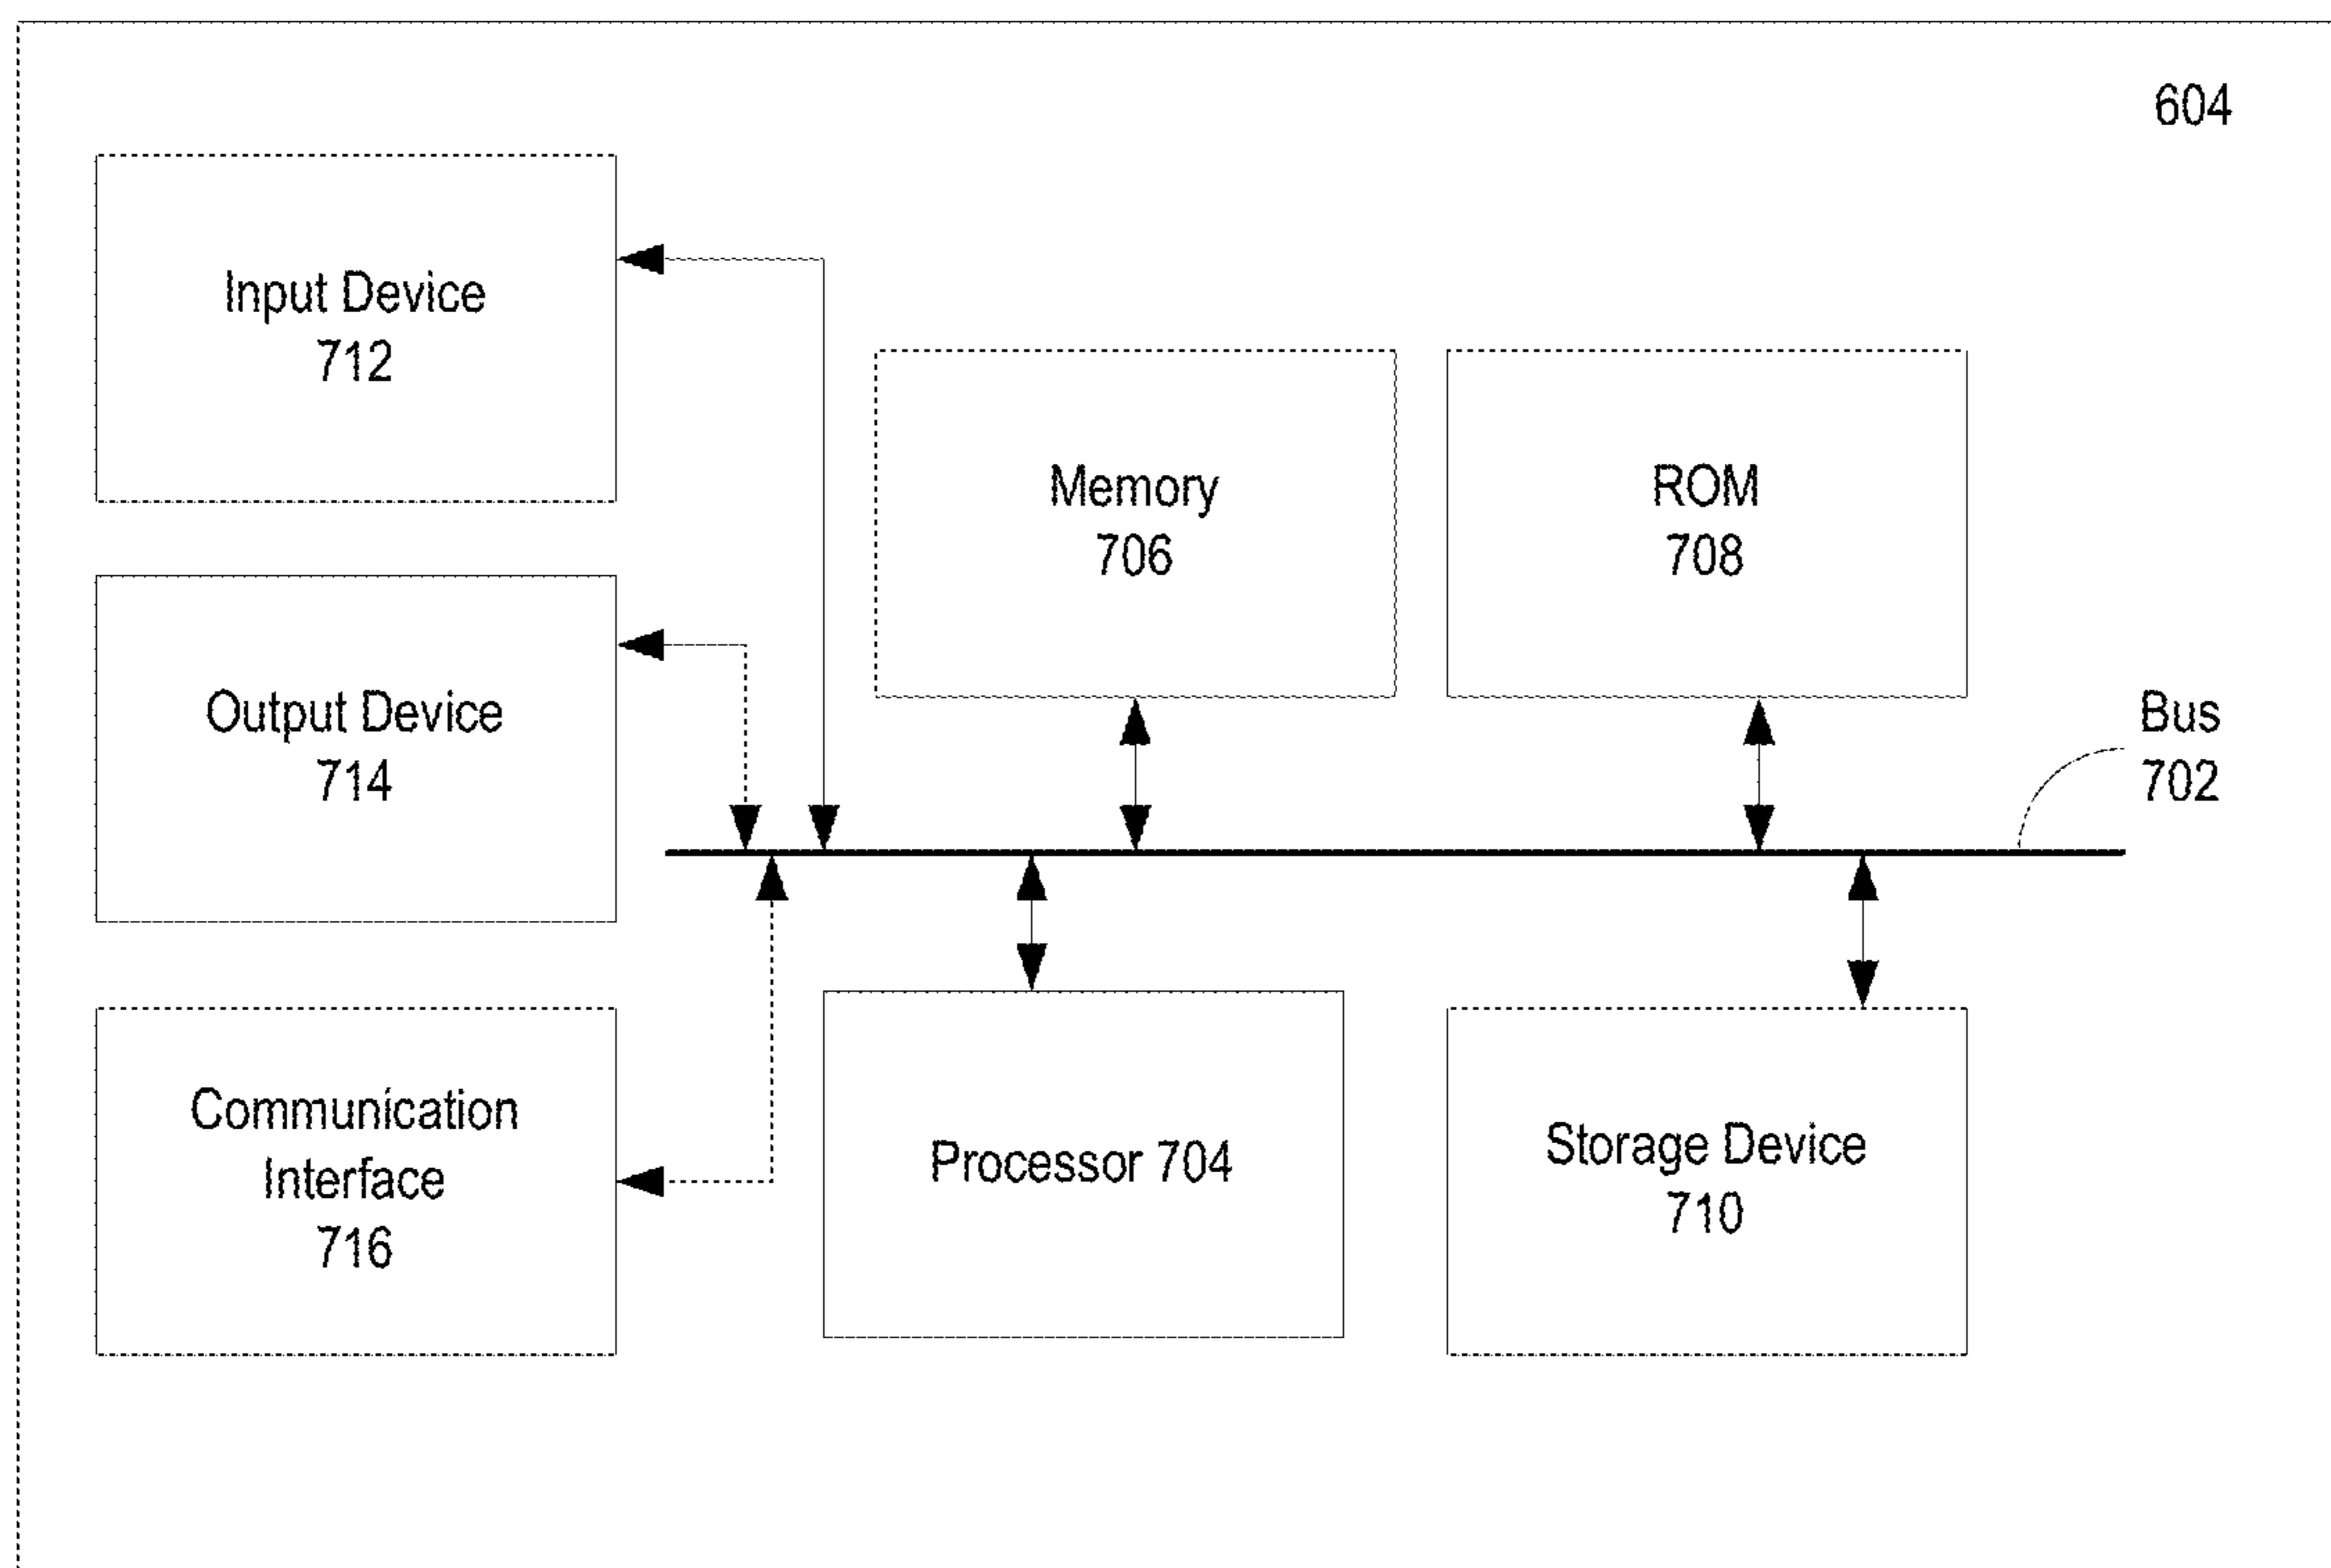 604
Input Device
712
Memory
706
ROM
708
Output Device
714
Bus
702
Communication
Interface
716
Processor 704
Storage Device
710